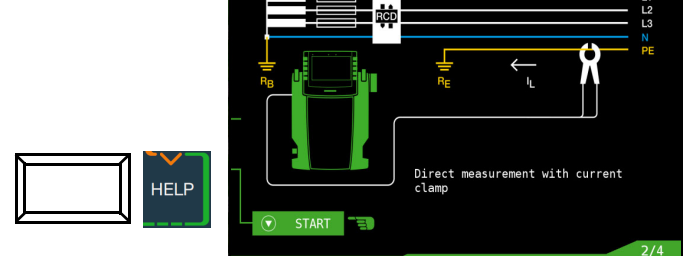 L2
RCD
L3
N
PE
RB
RE
IL
HELP
Direct measurement with current
clamp
START
2/4